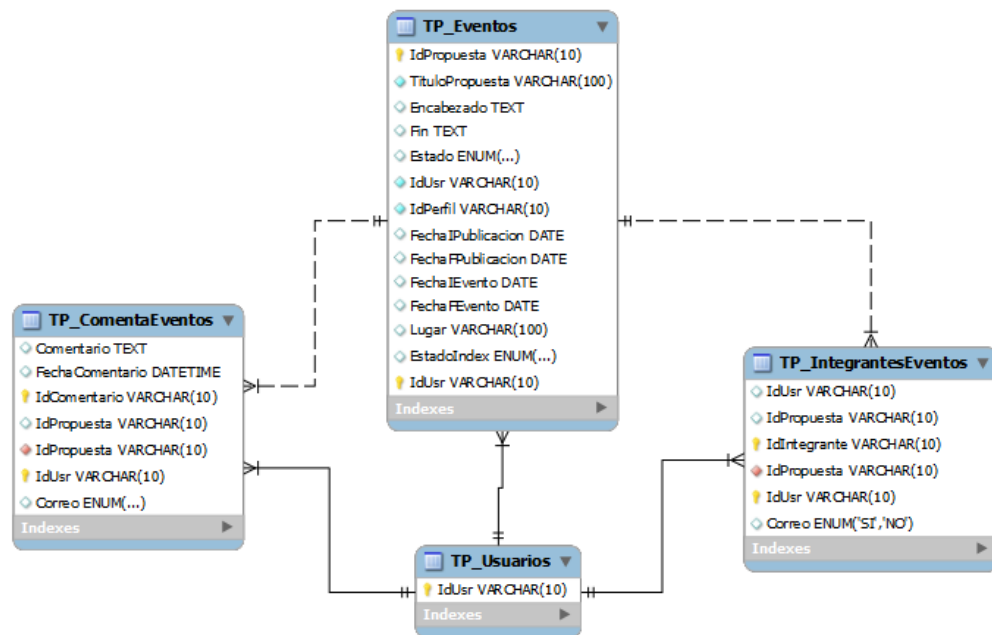 TP_Eventos
IdPropuesta VARCHAR(10)
TituloPropuesta VARCHAR(100)
Encabezado TEXT
Fin TEXT
Estado ENUM(...)
IdUsr VARCHAR(10)
IdPerfil VARCHAR(10)
FechaIPublicacion DATE
FechaFPublicacion DATE
FechaIEvento DATE
FechaFEvento DATE
Lugar VARCHAR(100)
EstadoIndex ENUM(...)
IdUsr VARCHAR(10)
Indexes
TP_ComentaEventos
Comentario TEXT
FechaComentario DATETIME
IdComentario VARCHAR(10)
IdPropuesta VARCHAR(10)
IdPropuesta VARCHAR(10)
IdUsr VARCHAR(10)
Correo ENUM(...)
Indexes
TP_IntegrantesEventos
IdUsr VARCHAR(10)
IdPropuesta VARCHAR(10)
IdIntegrante VARCHAR(10)
IdPropuesta VARCHAR(10)
IdUsr VARCHAR(10)
Correo ENUM('SI','NO')
Indexes
TP_Usuarios
IdUsr VARCHAR(10)
Indexes